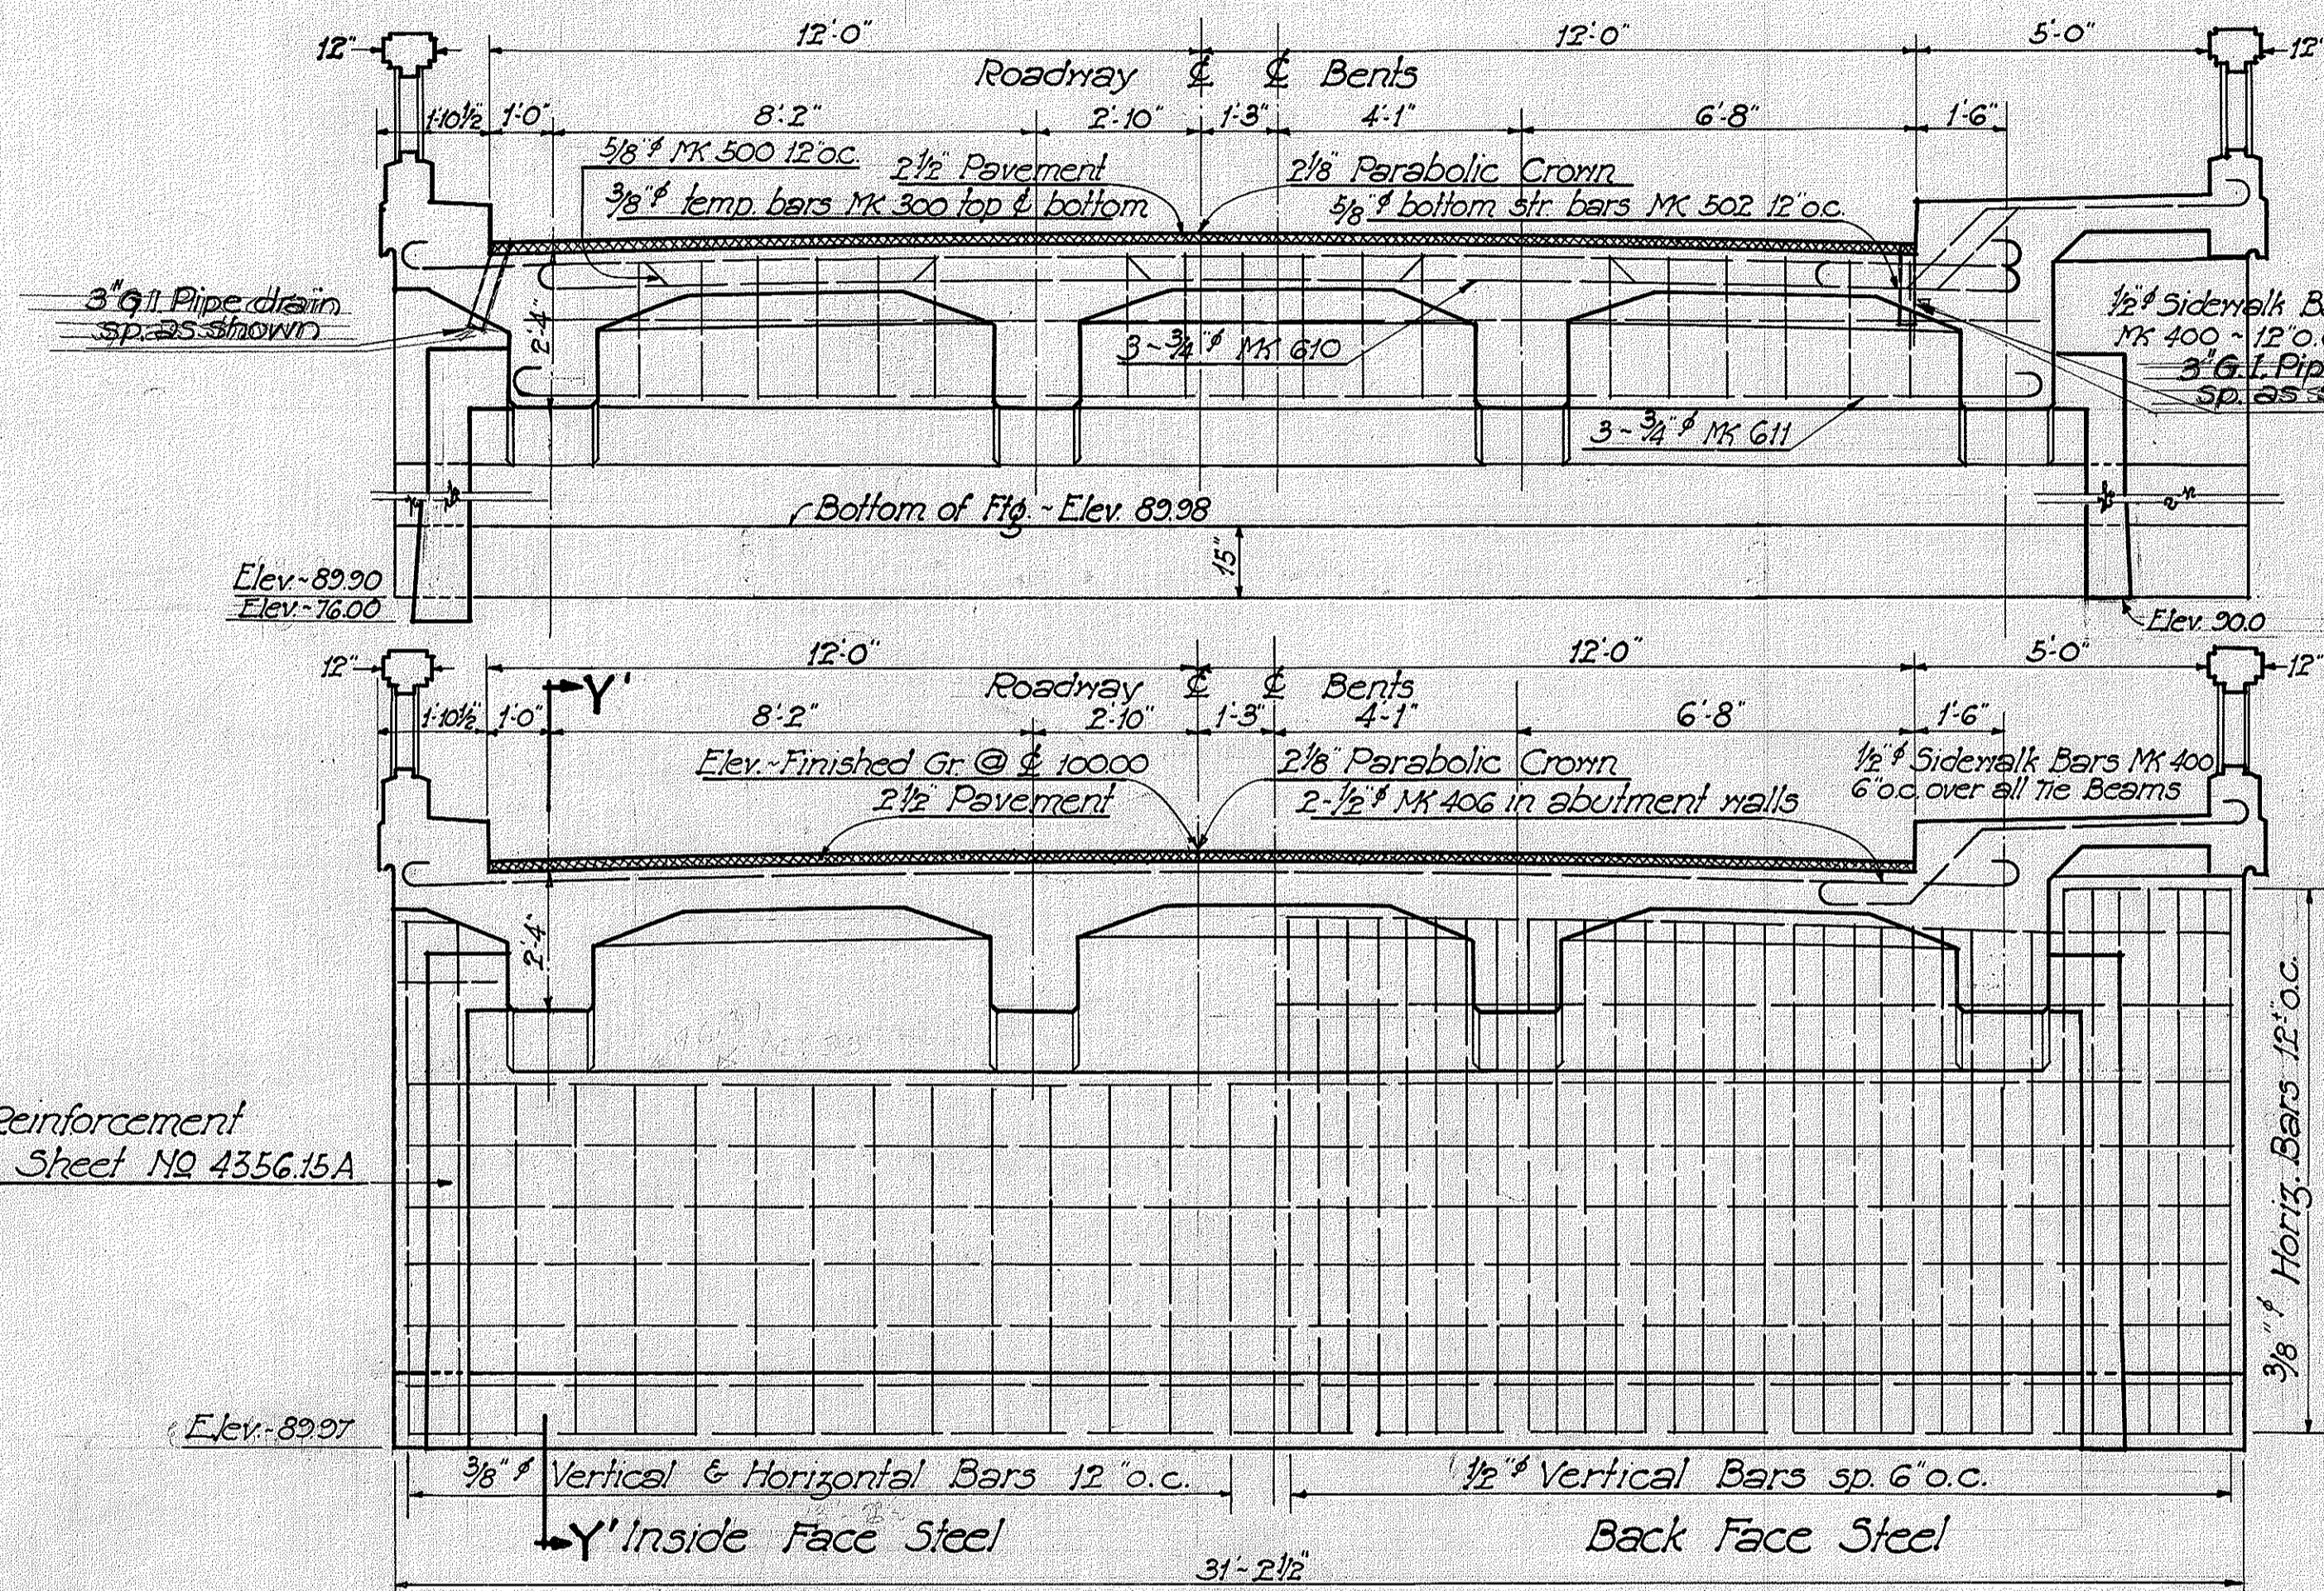 12" 12'-0" 12'-0" 5'-0" 12"
Roadway ℄ ℄ Bents
1'-10½" 1'-0" 8'-2" 2'-10" 1'-3" 4'-1" 6'-8" 1'-6"
5/8"ϕ MK 500 12"o.c.
2½" Pavement
2⅛" Parabolic Crown
3/8"ϕ temp. bars MK 300 top & bottom
5/8"ϕ bottom str. bars MK 502 12"o.c.
3" G.I. Pipe drain
sp. as shown
2'-4"
3~¾"ϕ MK 610
½"ϕ Sidewalk B
MK 400 ~ 12"o.
3" G.I. Pip
sp. as s
3~¾"ϕ MK 611
Bottom of Ftg. ~ Elev. 89.98
15"
Elev.~89.90
Elev.~76.00
Elev. 90.0
12" 12'-0" 12'-0" 5'-0" 12"
Y'
Roadway ℄ ℄ Bents
1'-10½" 1'-0" 8'-2" 2'-10" 1'-3" 4'-1" 6'-8" 1'-6"
Elev.~Finished Gr. @ ℄ 100.00
2⅛" Parabolic Crown
½"ϕ Sidewalk Bars MK 400
6"o.c. over all Tie Beams
2½" Pavement
2-½"ϕ MK 406 in abutment walls
2'-4"
Reinforcement
Sheet No 4356.15A
3/8"ϕ Horiz. Bars 12"±o.c.
Elev.-89.97
3/8"ϕ Vertical & Horizontal Bars 12"o.c.
½"ϕ Vertical Bars sp. 6"o.c.
Y' Inside Face Steel
Back Face Steel
31'~2½"